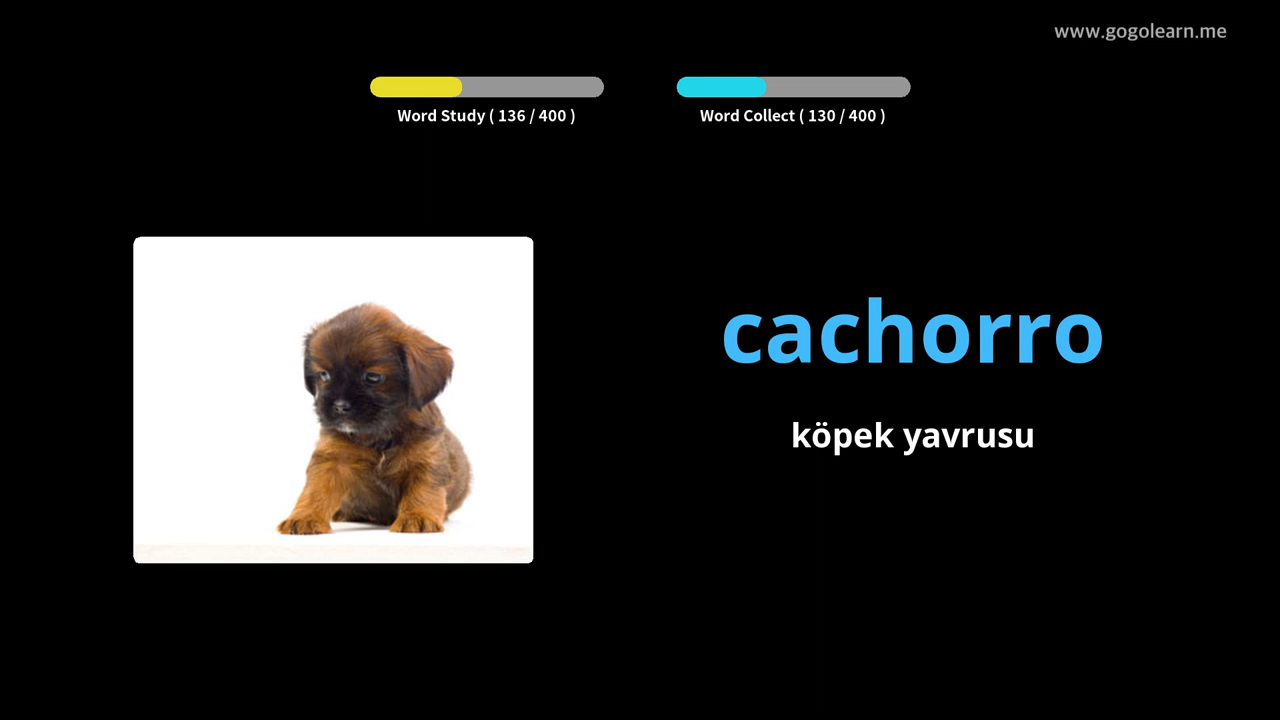 www.gogolearn.me
Word Study ( 136 / 400 )
Word Collect ( 130 / 400 )
cachorro
köpek yavrusu